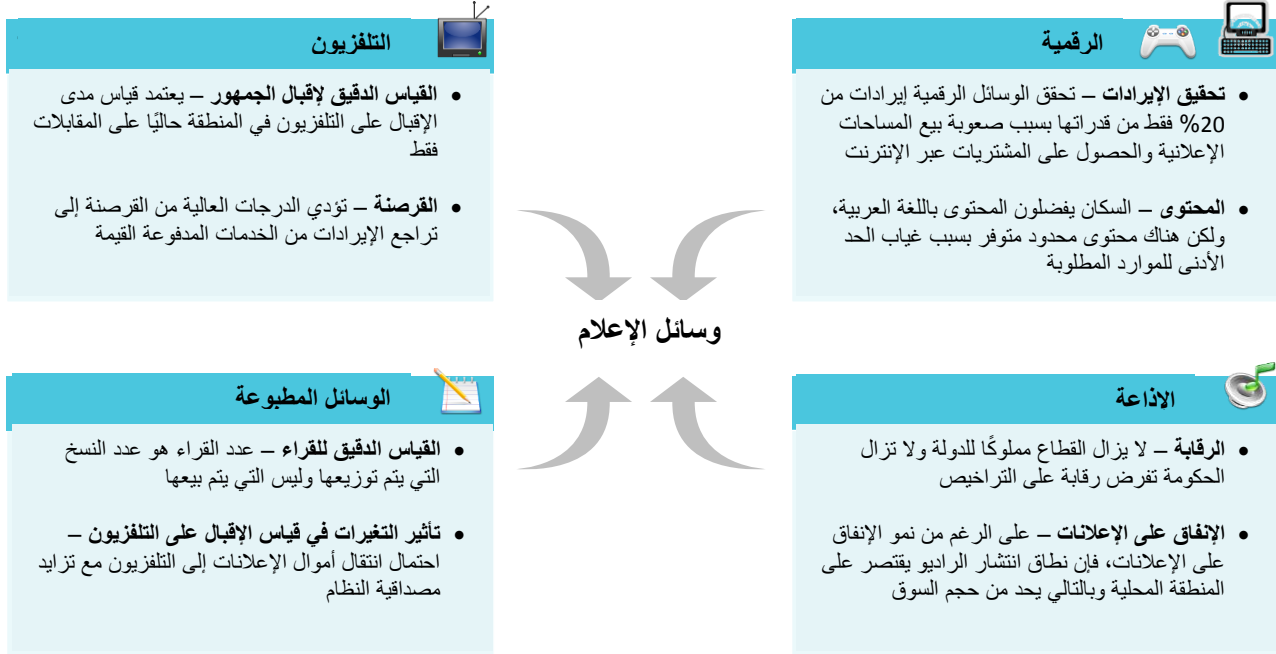 الرقمية
• تحقيق الإيرادات – تحقق الوسائل الرقمية إيرادات من
20% فقط من قدراتها بسبب صعوبة بيع المساحات
الإعلانية والحصول على المشتريات عبر الإنترنت
• المحتوى – السكان يفضلون المحتوى باللغة العربية،
ولكن هناك محتوى محدود متوفر بسبب غياب الحد
الأدنى للموارد المطلوبة
التلفزيون
• القياس الدقيق لإقبال الجمهور – يعتمد قياس مدى
الإقبال على التلفزيون في المنطقة حاليًا على المقابلات
فقط
• القرصنة – تؤدي الدرجات العالية من القرصنة إلى
تراجع الإيرادات من الخدمات المدفوعة القيمة
وسائل الإعلام
الاذاعة
• الرقابة – لا يزال القطاع مملوكًا للدولة ولا تزال
الحكومة تفرض رقابة على التراخيص
• الإنفاق على الإعلانات – على الرغم من نمو الإنفاق
على الإعلانات، فإن نطاق انتشار الراديو يقتصر على
المنطقة المحلية وبالتالي يحد من حجم السوق
الوسائل المطبوعة
• القياس الدقيق للقراء – عدد القراء هو عدد النسخ
التي يتم توزيعها وليس التي يتم بيعها
• تأثير التغيرات في قياس الإقبال على التلفزيون –
احتمال انتقال أموال الإعلانات إلى التلفزيون مع تزايد
مصداقية النظام